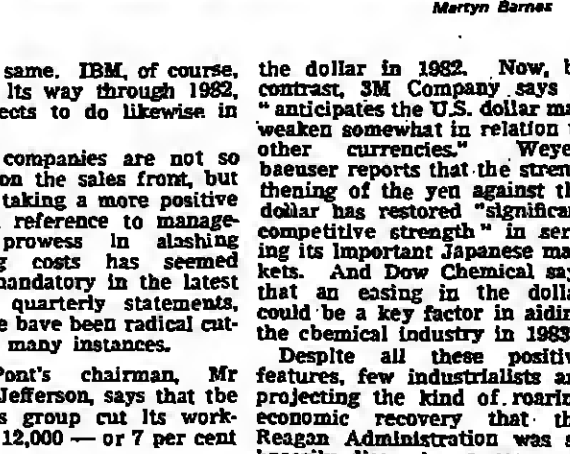 Martyn Barnes
same. IBM, of course,
its way through 1982,
ects to do likewise in
companies are not so
on the sales front, but
taking a more positive
reference to manage-
prowess in slashing
costs has seemed
mandatory in the latest
quarterly statements,
e have been radical cut-
many instances.
Pont's chairman, Mr
Jefferson, says that the
s group cut its work-
12,000 — or 7 per cent
the dollar in 1982. Now, b
contrast, 3M Company says
"anticipates the U.S. dollar ma
weaken somewhat in relation t
other currencies." Weye
haeuser reports that the stren
thening of the yen against th
dollar has restored "significan
competitive strength" in serv
ing its important Japanese ma
kets. And Dow Chemical say
that an easing in the dolla
could be a key factor in aidin
the chemical industry in 1983
Despite all these positiv
features, few industrialists ar
projecting the kind of roarin
economic recovery that th
Reagan Administration was s